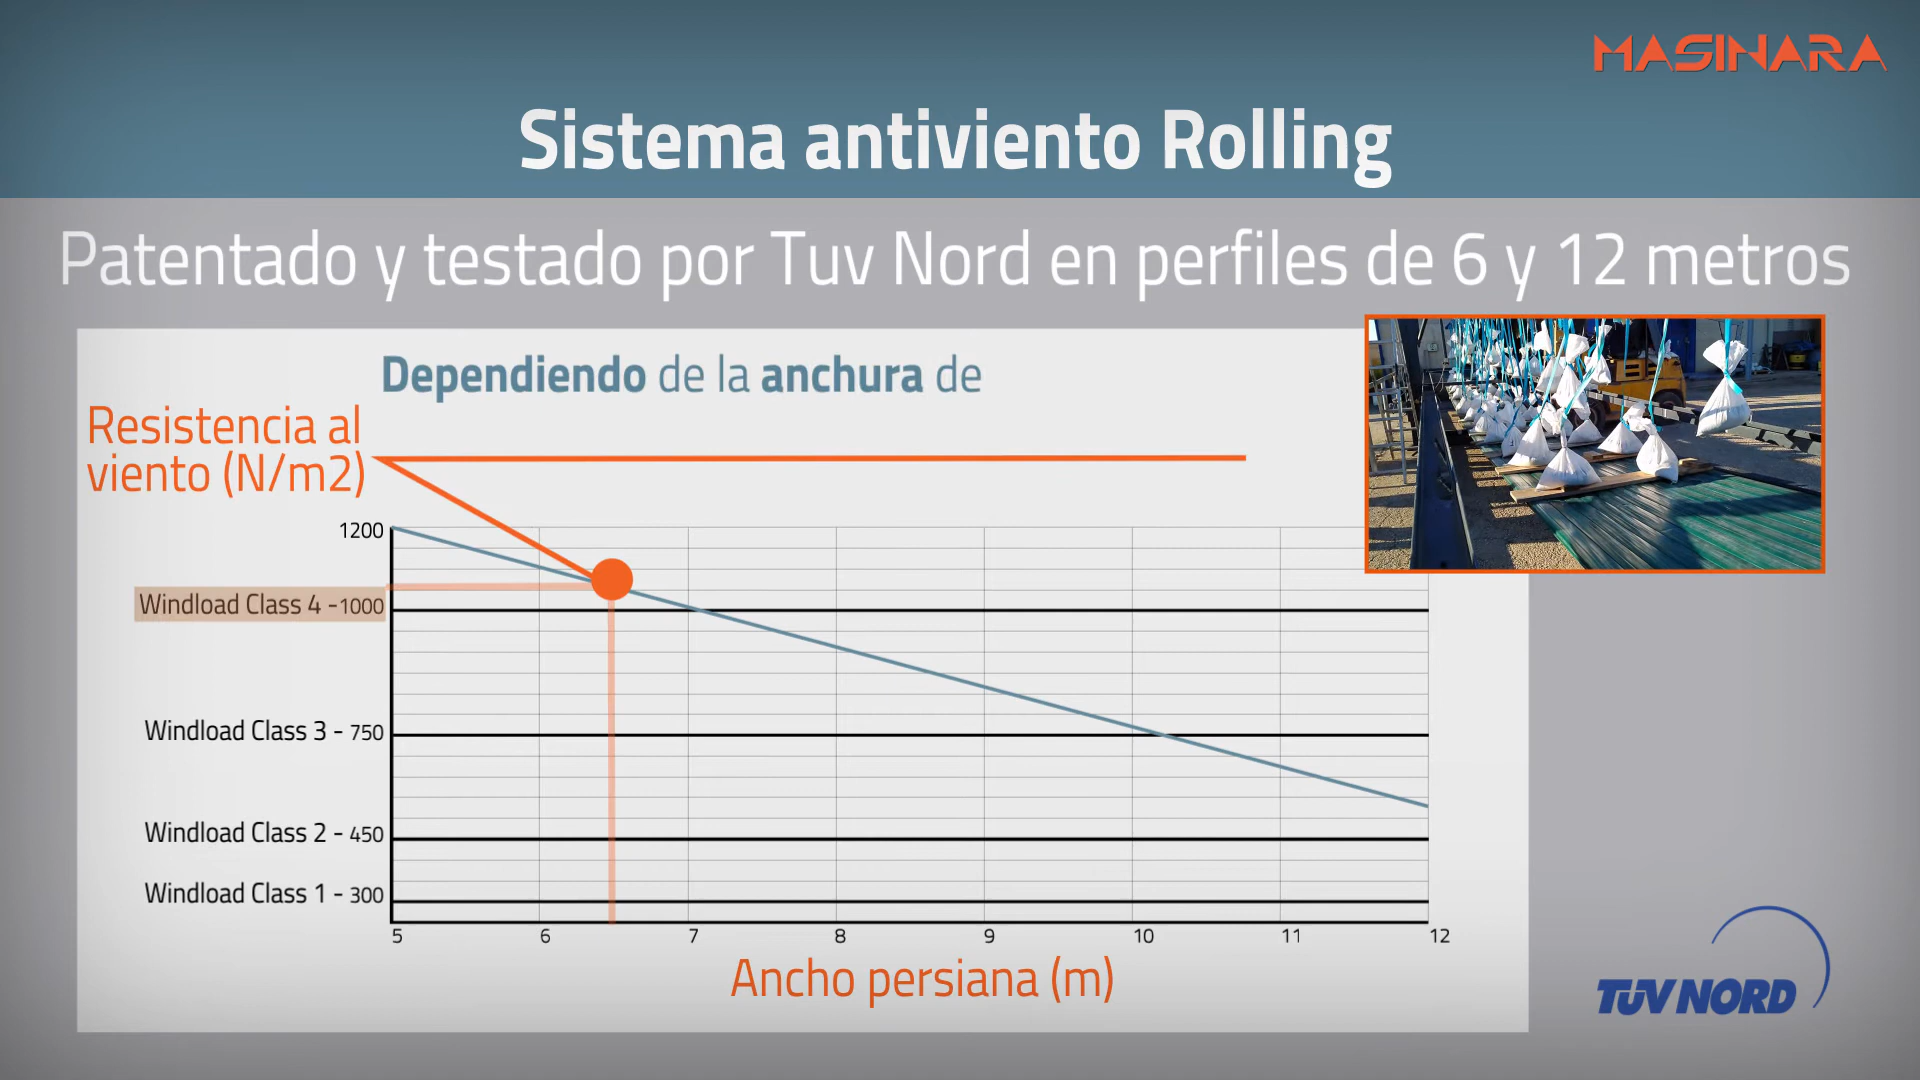 MASINARA
Sistema antiviento Rolling
Patentado y testado por Tuv Nord en perfiles de 6 y 12 metros
Dependiendo de la anchura de
Resistencia al
viento (N/m2)
1200
Windload Class 4 -1000
Windload Class 3 - 750
Windload Class 2 - 450
Windload Class 1 - 300
5 6 7 8 9 10 11 12
Ancho persiana (m)
TÜV NORD